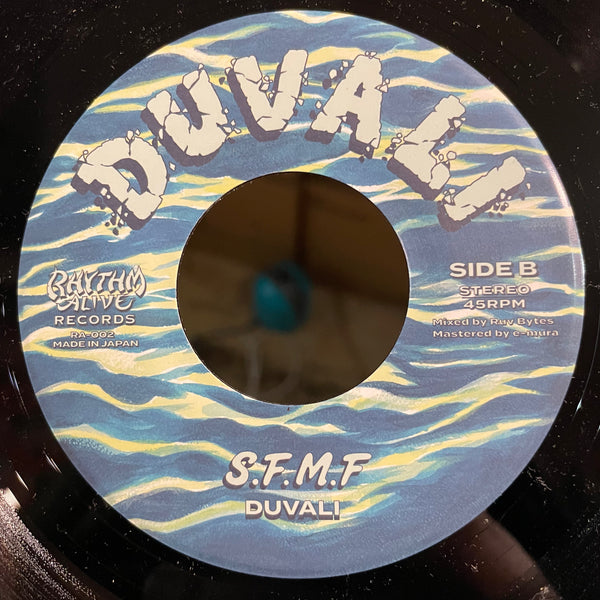 DUVALI
RHYTHM
ALIVE
RECORDS
RA-002
MADE IN JAPAN
SIDE B
STEREO
45RPM
Mixed by Ruv Bytes
Mastered by e-mura
S.F.M.F
DUVALI